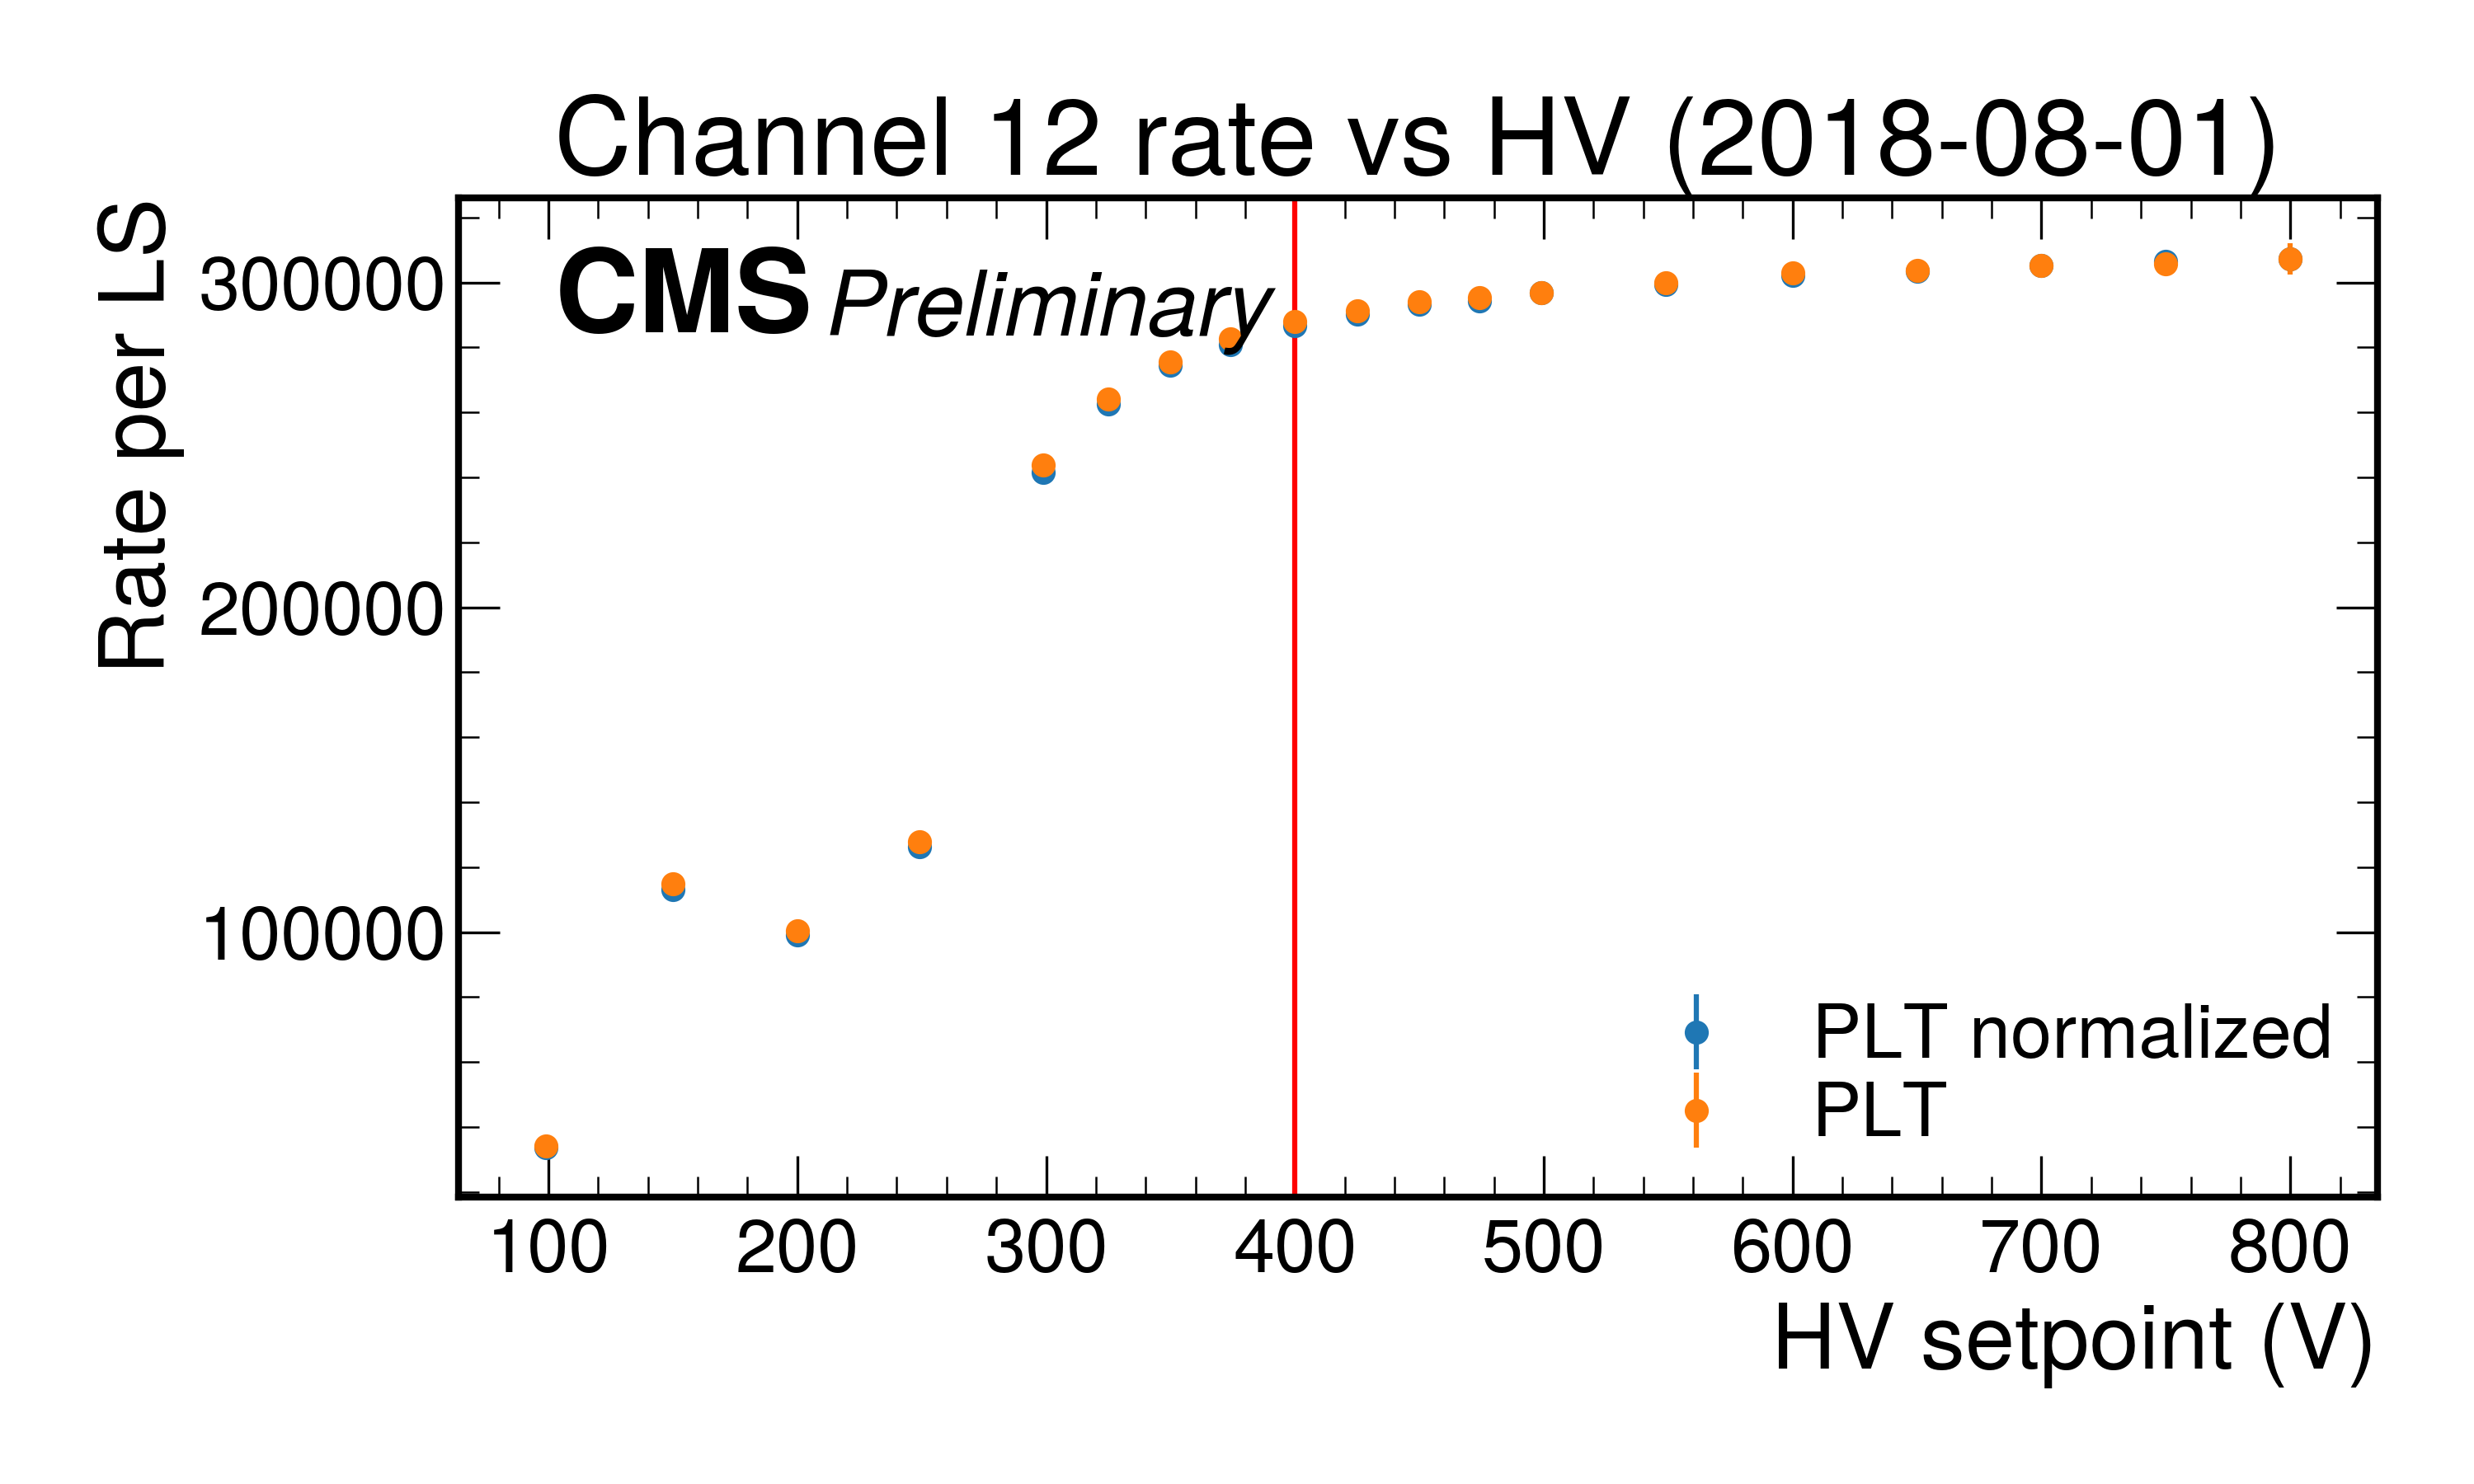 Channel 12 rate vs HV (2018-08-01)
CMS Preliminary
Rate per LS
300000
200000
100000
PLT normalized
PLT
100 200 300 400 500 600 700 800
HV setpoint (V)